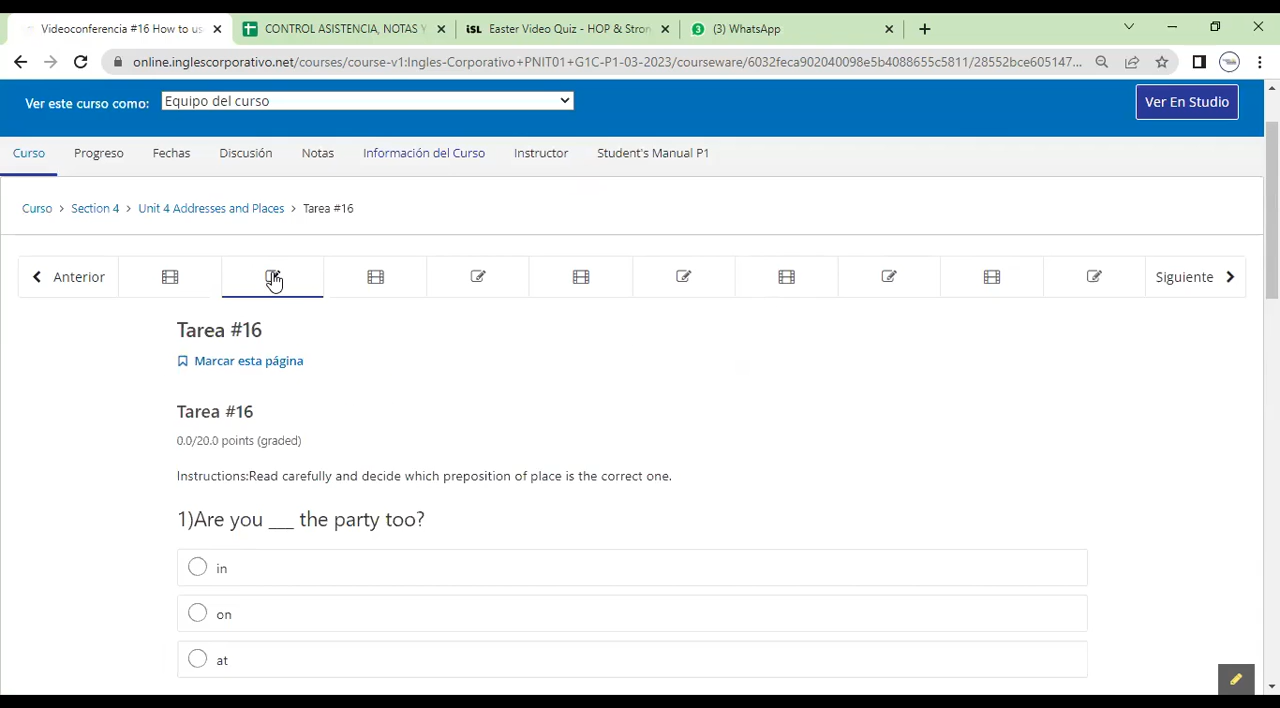 Videoconferencia #16 How to us
CONTROL ASISTENCIA, NOTAS Y
iSL Easter Video Quiz - HOP & Stron
3 (3) WhatsApp
online.inglescorporativo.net/courses/course-v1:Ingles-Corporativo+PNIT01+G1C-P1-03-2023/courseware/6032feca902040098e5b4088655c5811/28552bce605147...
Ver este curso como: Equipo del curso
Ver En Studio
Curso Progreso Fechas Discusión Notas Información del Curso Instructor Student's Manual P1
Curso > Section 4 > Unit 4 Addresses and Places > Tarea #16
Anterior
Siguiente
Tarea #16
Marcar esta página
Tarea #16
0.0/20.0 points (graded)
Instructions:Read carefully and decide which preposition of place is the correct one.
1)Are you ___ the party too?
in
on
at